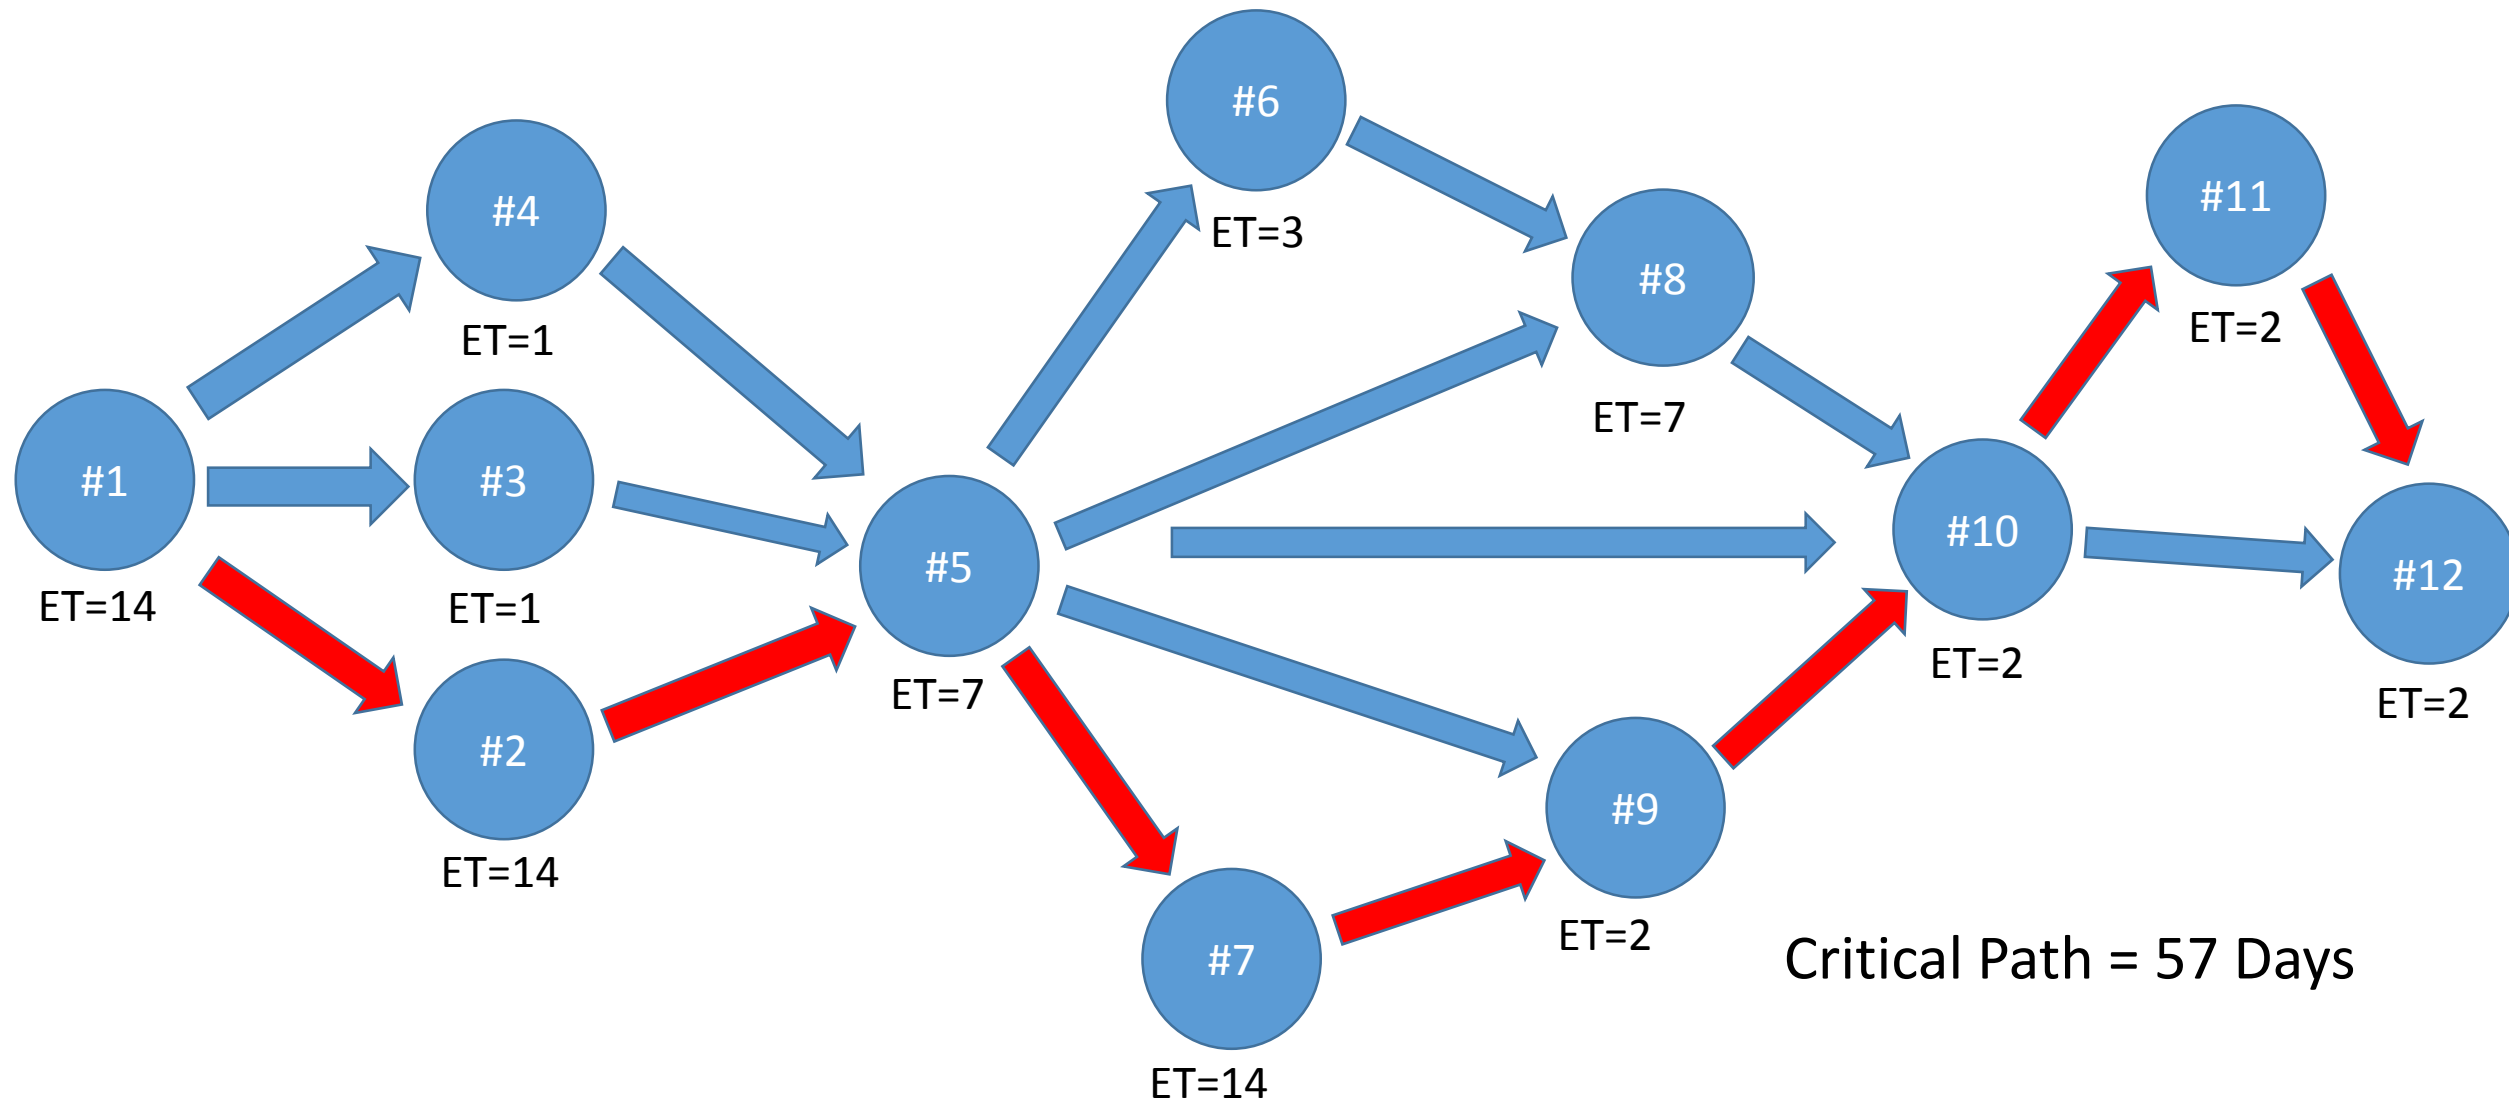 #1
ET=14
#4
ET=1
#3
ET=1
#2
ET=14
#5
ET=7
#6
ET=3
#7
ET=14
#8
ET=7
#9
ET=2
#10
ET=2
#11
ET=2
#12
ET=2
Critical Path = 57 Days